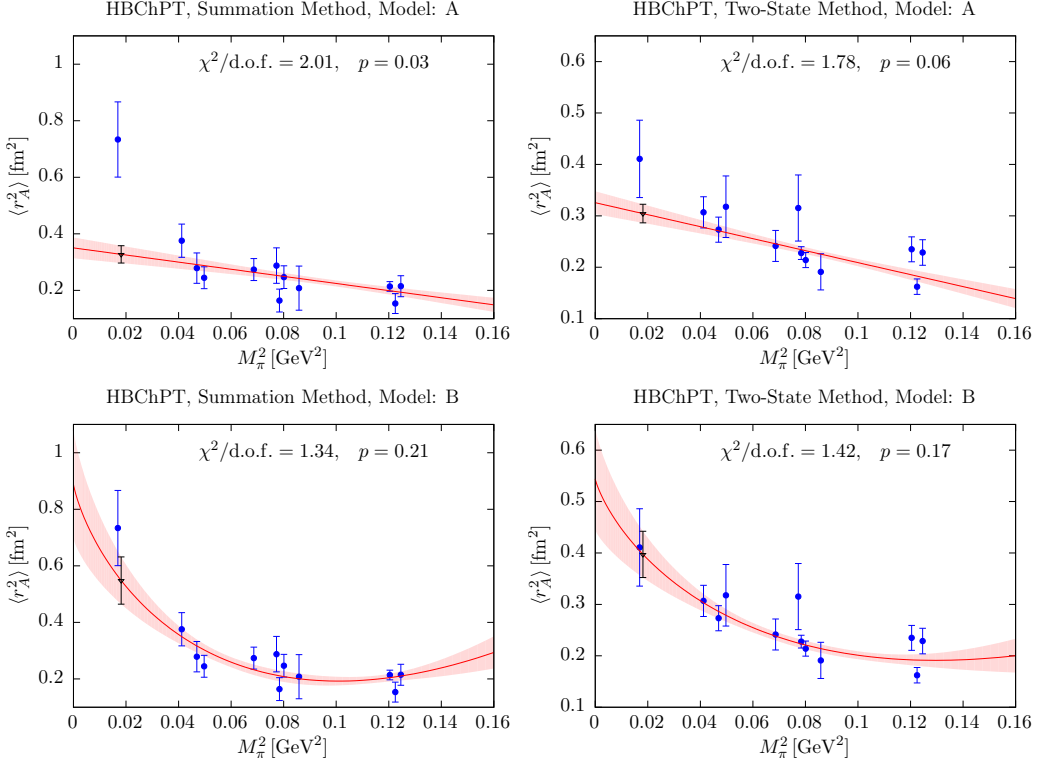 HBChPT, Summation Method, Model: A
χ²/d.o.f. = 2.01, p = 0.03
1
0.8
0.6
0.4
0.2
⟨r²_A⟩ [fm²]
0 0.02 0.04 0.06 0.08 0.1 0.12 0.14 0.16
M²_π [GeV²]
HBChPT, Two-State Method, Model: A
χ²/d.o.f. = 1.78, p = 0.06
0.6
0.5
0.4
0.3
0.2
0.1
⟨r²_A⟩ [fm²]
0 0.02 0.04 0.06 0.08 0.1 0.12 0.14 0.16
M²_π [GeV²]
HBChPT, Summation Method, Model: B
χ²/d.o.f. = 1.34, p = 0.21
1
0.8
0.6
0.4
0.2
⟨r²_A⟩ [fm²]
0 0.02 0.04 0.06 0.08 0.1 0.12 0.14 0.16
M²_π [GeV²]
HBChPT, Two-State Method, Model: B
χ²/d.o.f. = 1.42, p = 0.17
0.6
0.5
0.4
0.3
0.2
0.1
⟨r²_A⟩ [fm²]
0 0.02 0.04 0.06 0.08 0.1 0.12 0.14 0.16
M²_π [GeV²]